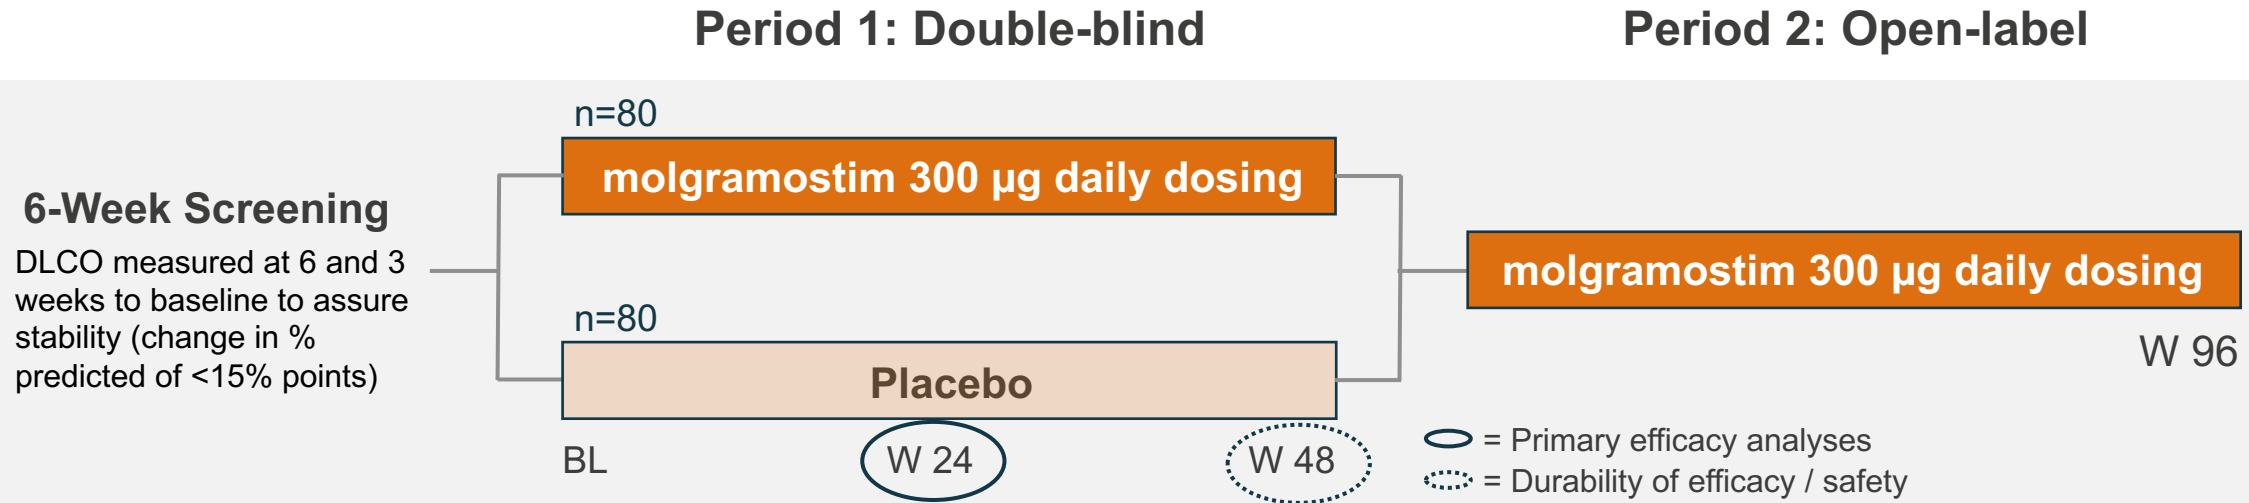 Period 1: Double-blind
Period 2: Open-label
6-Week Screening
DLCO measured at 6 and 3
weeks to baseline to assure
stability (change in %
predicted of <15% points)
n=80
molgramostim 300 µg daily dosing
n=80
Placebo
BL
W 24
W 48
molgramostim 300 µg daily dosing
W 96
= Primary efficacy analyses
= Durability of efficacy / safety